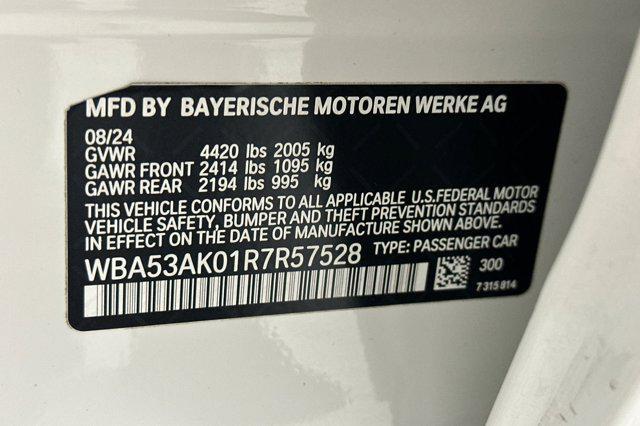 MFD BY BAYERISCHE MOTOREN WERKE AG
08/24
GVWR 4420 lbs 2005 kg
GAWR FRONT 2414 lbs 1095 kg
GAWR REAR 2194 lbs 995 kg
THIS VEHICLE CONFORMS TO ALL APPLICABLE U.S.FEDERAL MOTOR
VEHICLE SAFETY, BUMPER AND THEFT PREVENTION STANDARDS
IN EFFECT ON THE DATE OF MANUFACTURE SHOWN ABOVE.
WBA53AK01R7R57528 TYPE: PASSENGER CAR
300
7 315 814